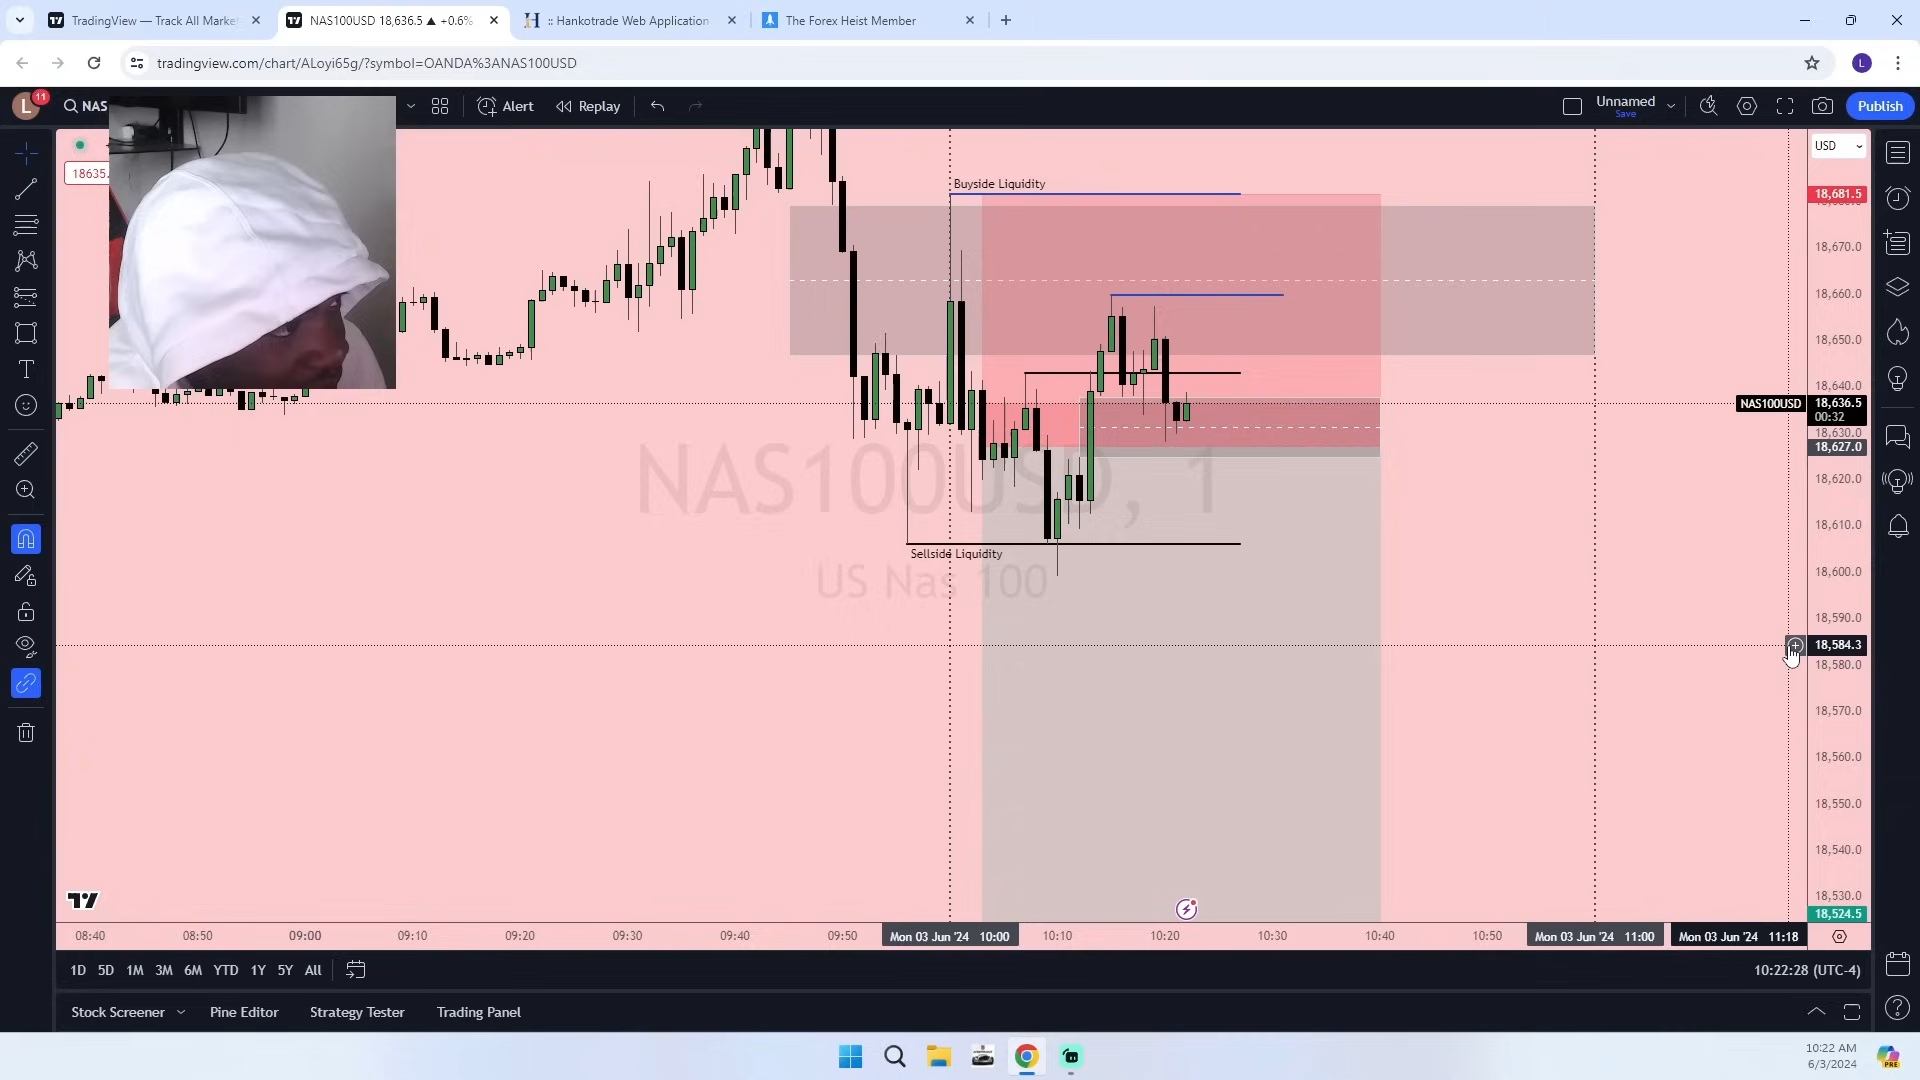 TradingView — Track All Marke
NAS100USD 18,636.5 ▲ +0.6%
:: Hankotrade Web Application
The Forex Heist Member
tradingview.com/chart/ALoyi65g/?symbol=OANDA%3ANAS100USD
L
L
11
NAS
Alert
Replay
Unnamed
Save
Publish
USD
18635.
Buyside Liquidity
18,681.5
18,670.0
18,660.0
18,650.0
18,640.0
NAS100USD
18,636.5
00:32
18,630.0
18,627.0
18,620.0
18,610.0
18,600.0
18,590.0
18,584.3
18,580.0
18,570.0
18,560.0
18,550.0
18,540.0
18,530.0
18,524.5
NAS100USD, 1
US Nas 100
Sellside Liquidity
08:40
08:50
09:00
09:10
09:20
09:30
09:40
09:50
Mon 03 Jun '24 10:00
10:10
10:20
10:30
10:40
10:50
Mon 03 Jun '24 11:00
Mon 03 Jun '24 11:18
1D 5D 1M 3M 6M YTD 1Y 5Y All
10:22:28 (UTC-4)
Stock Screener
Pine Editor
Strategy Tester
Trading Panel
10:22 AM
6/3/2024
PRE